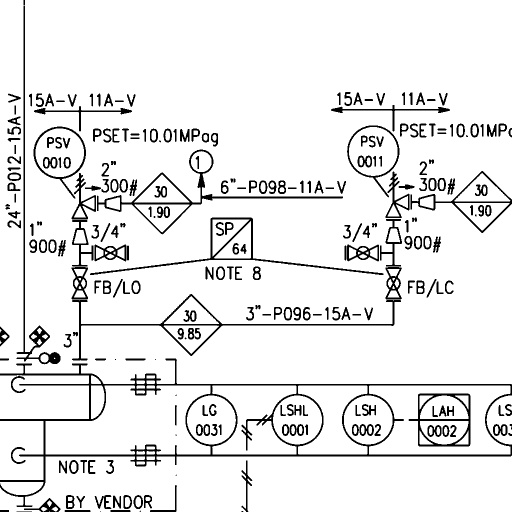 24"-P012-15A-V
15A-V 11A-V
15A-V 11A-V
PSV
0010
PSET=10.01MPag
1
PSV
0011
PSET=10.01MPa
2"
300#
30
1.90
6"-P098-11A-V
2"
300#
30
1.90
1"
900#
3/4"
SP
64
NOTE 8
3/4"
1"
900#
FB/LO
FB/LC
30
9.85
3"-P096-15A-V
3"
LG
0031
LSHL
0001
LSH
0002
LAH
0002
NOTE 3
BY VENDOR